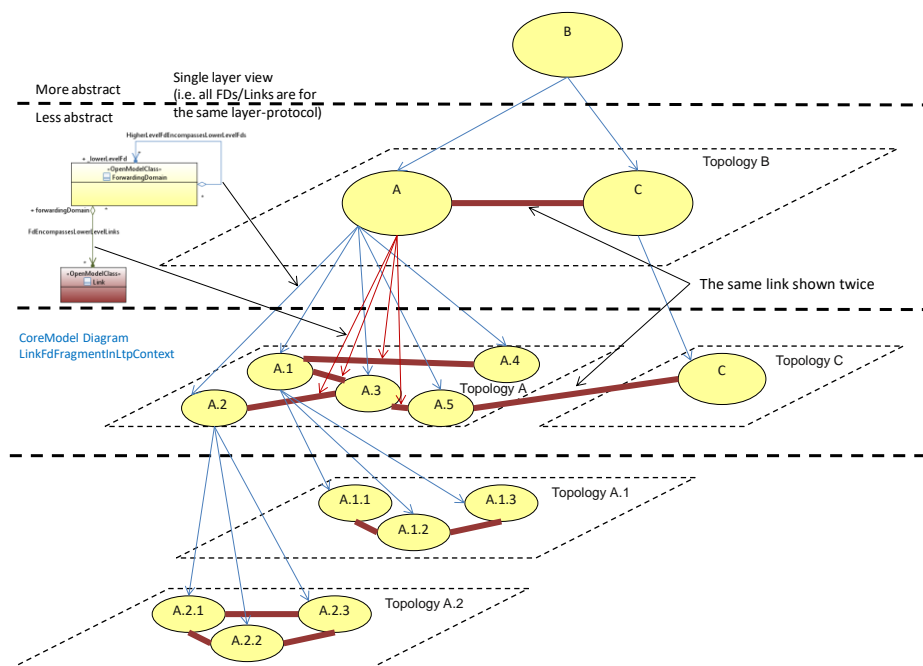 B
More abstract
Single layer view
(i.e. all FDs/Links are for
the same layer-protocol)
Less abstract
HigherLevelFdEncompassesLowerLevelFds
+ _lowerLevelFd
*
«OpenModelClass»
ForwardingDomain
*
+ forwardingDomain
FdEncompassesLowerLevelLinks
*
«OpenModelClass»
Link
Topology B
A
C
The same link shown twice
CoreModel Diagram
LinkFdFragmentInLtpContext
Topology C
A.4
A.1
C
A.3
Topology A
A.2
A.5
Topology A.1
A.1.1
A.1.3
A.1.2
Topology A.2
A.2.1
A.2.3
A.2.2